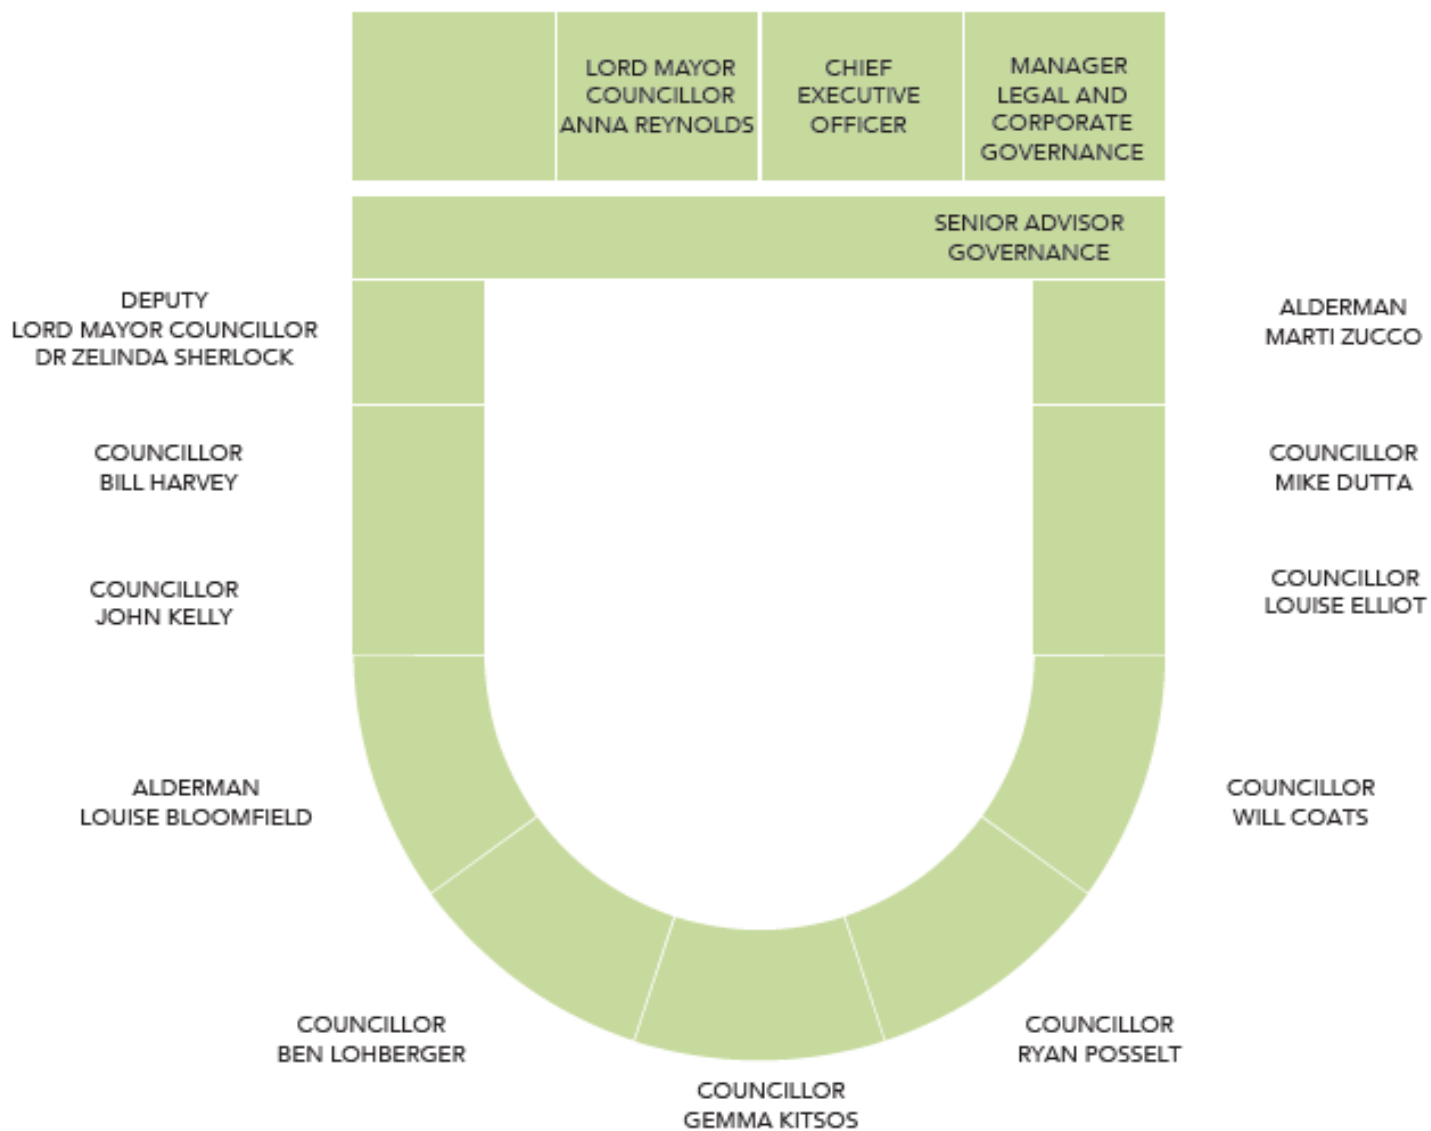 LORD MAYOR
COUNCILLOR
ANNA REYNOLDS
CHIEF
EXECUTIVE
OFFICER
MANAGER
LEGAL AND
CORPORATE
GOVERNANCE
SENIOR ADVISOR
GOVERNANCE
DEPUTY
LORD MAYOR COUNCILLOR
DR ZELINDA SHERLOCK
ALDERMAN
MARTI ZUCCO
COUNCILLOR
BILL HARVEY
COUNCILLOR
MIKE DUTTA
COUNCILLOR
JOHN KELLY
COUNCILLOR
LOUISE ELLIOT
ALDERMAN
LOUISE BLOOMFIELD
COUNCILLOR
WILL COATS
COUNCILLOR
BEN LOHBERGER
COUNCILLOR
RYAN POSSELT
COUNCILLOR
GEMMA KITSOS